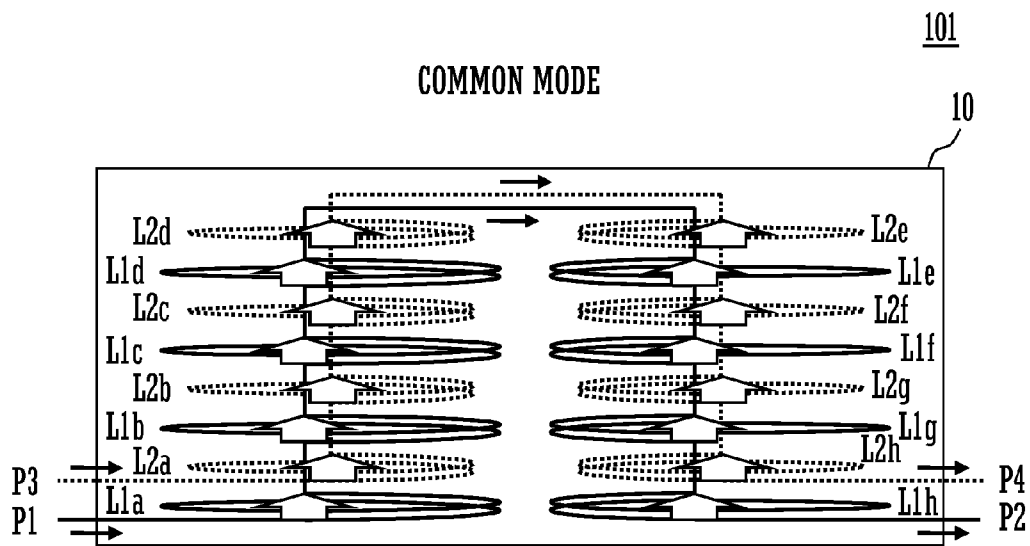 101
COMMON MODE
10
L2d L2e
L1d L1e
L2c L2f
L1c L1f
L2b L2g
L1b L1g
L2a L2h
P3 P4
L1a L1h
P1 P2